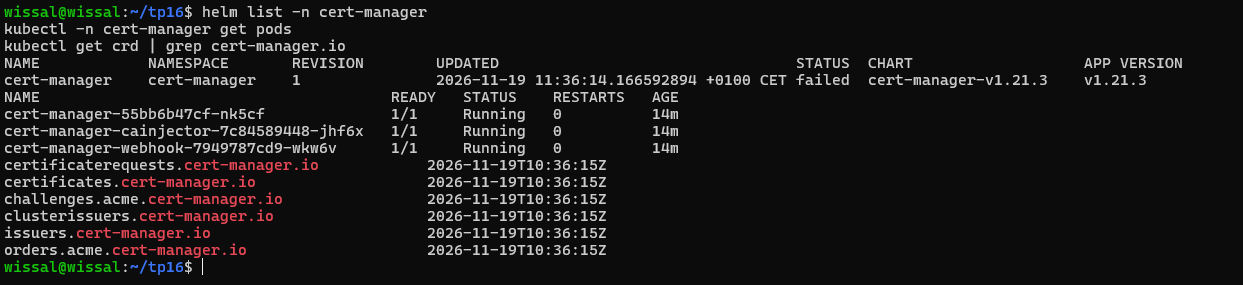 wissal@wissal:~/tp16$ helm list -n cert-manager
kubectl -n cert-manager get pods
kubectl get crd | grep cert-manager.io
NAME NAMESPACE REVISION UPDATED STATUS CHART APP VERSION
cert-manager cert-manager 1 2026-11-19 11:36:14.166592894 +0100 CET failed cert-manager-v1.21.3 v1.21.3
NAME READY STATUS RESTARTS AGE
cert-manager-55bb6b47cf-nk5cf 1/1 Running 0 14m
cert-manager-cainjector-7c84589448-jhf6x 1/1 Running 0 14m
cert-manager-webhook-7949787cd9-wkw6v 1/1 Running 0 14m
certificaterequests.cert-manager.io 2026-11-19T10:36:15Z
certificates.cert-manager.io 2026-11-19T10:36:15Z
challenges.acme.cert-manager.io 2026-11-19T10:36:15Z
clusterissuers.cert-manager.io 2026-11-19T10:36:15Z
issuers.cert-manager.io 2026-11-19T10:36:15Z
orders.acme.cert-manager.io 2026-11-19T10:36:15Z
wissal@wissal:~/tp16$